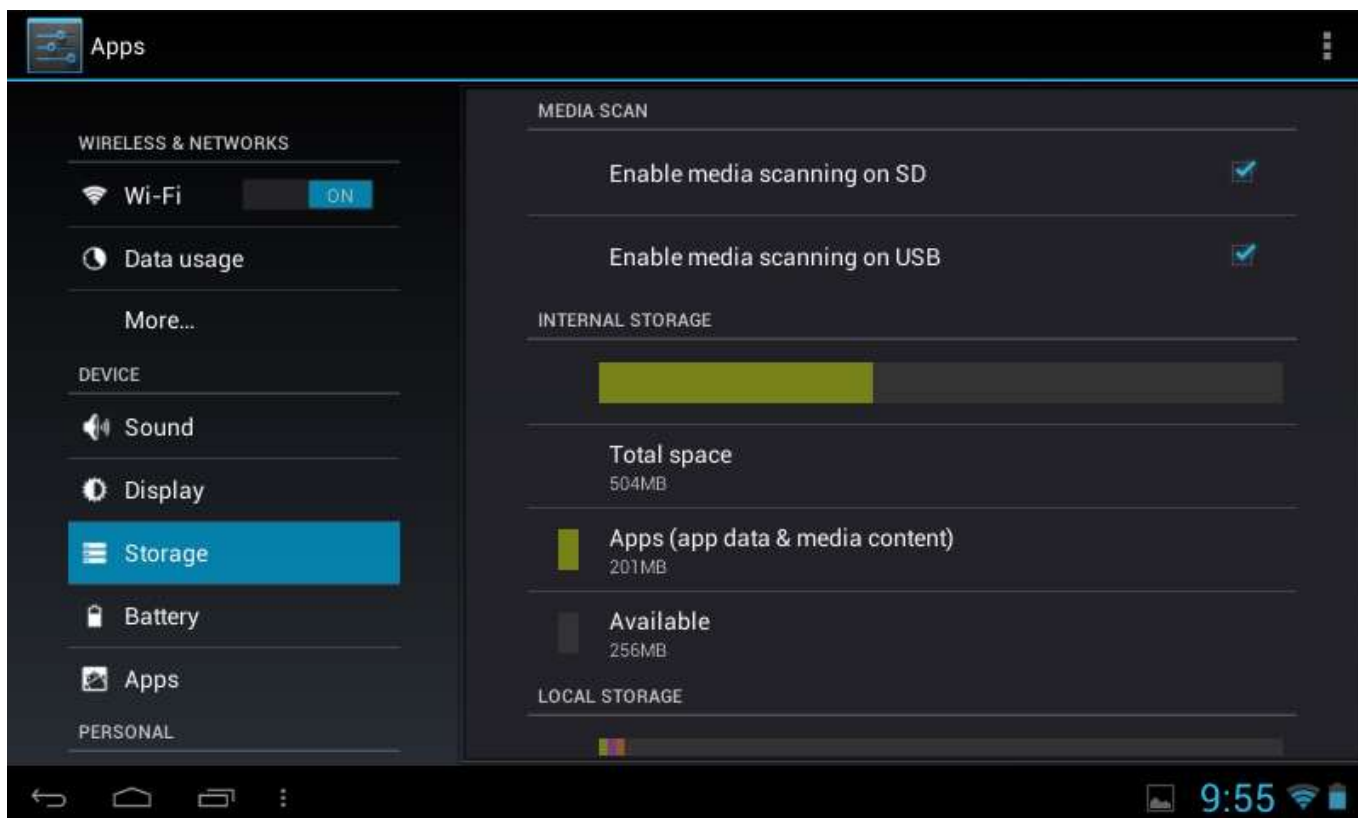 Apps
WIRELESS & NETWORKS
Wi-Fi
ON
Data usage
More...
DEVICE
Sound
Display
Storage
Battery
Apps
PERSONAL
MEDIA SCAN
Enable media scanning on SD
Enable media scanning on USB
INTERNAL STORAGE
Total space
504MB
Apps (app data & media content)
201MB
Available
256MB
LOCAL STORAGE
9:55